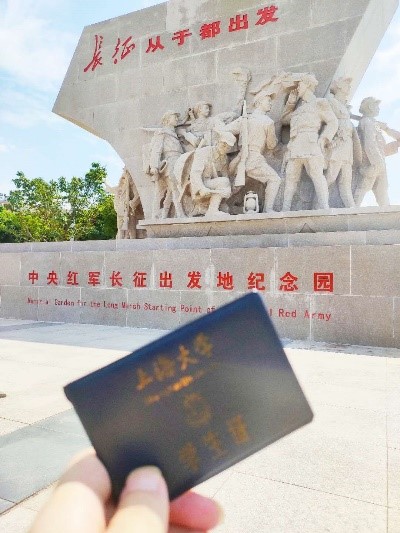 长征 从于都出发
中央红军长征出发地纪念园
Memorial Garden for the Long March Starting Point of Red Army
上海大学
学生证